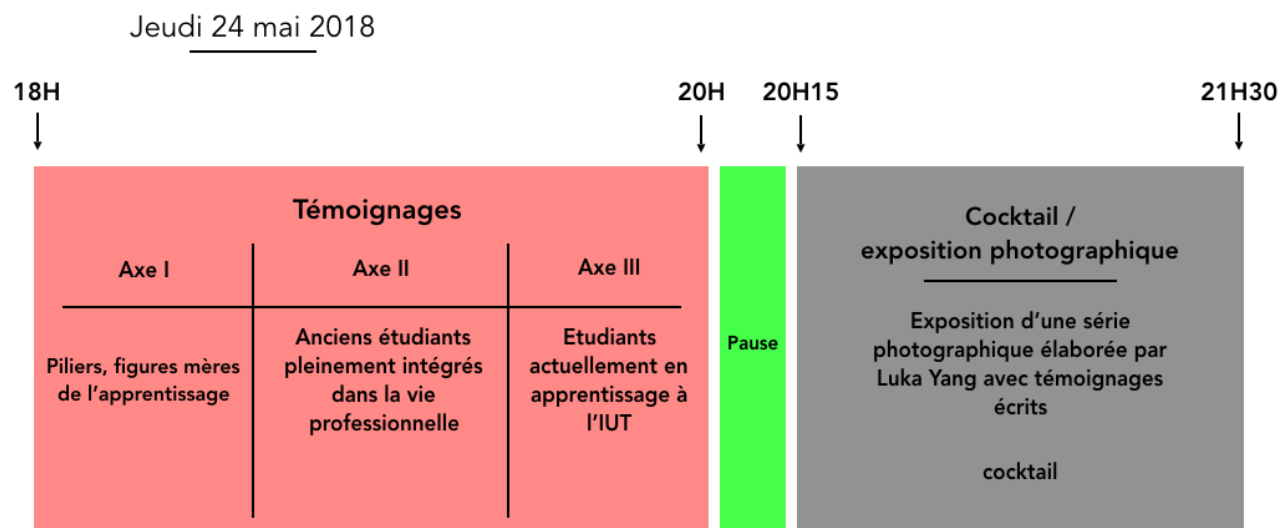 Jeudi 24 mai 2018
18H
20H
20H15
21H30
Témoignages
Axe I
Piliers, figures mères
de l’apprentissage
Axe II
Anciens étudiants
pleinement intégrés
dans la vie
professionnelle
Axe III
Etudiants
actuellement en
apprentissage à
l’IUT
Pause
Cocktail /
exposition photographique
Exposition d’une série
photographique élaborée par
Luka Yang avec témoignages
écrits
cocktail